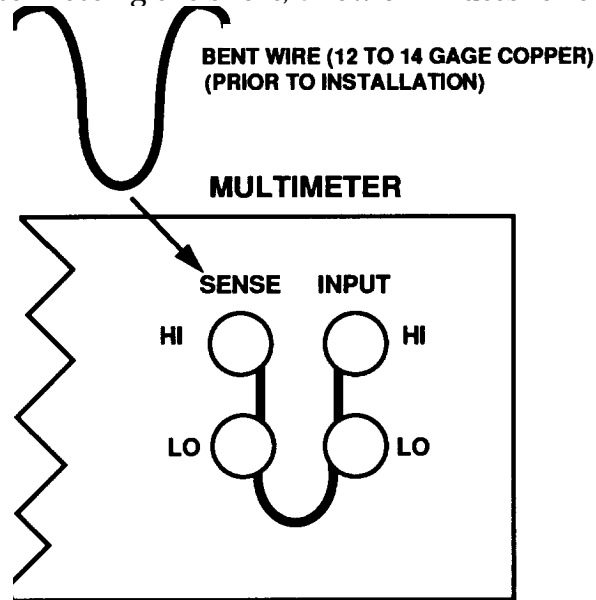 BENT WIRE (12 TO 14 GAGE COPPER)
(PRIOR TO INSTALLATION)
MULTIMETER
SENSE INPUT
HI HI
LO LO